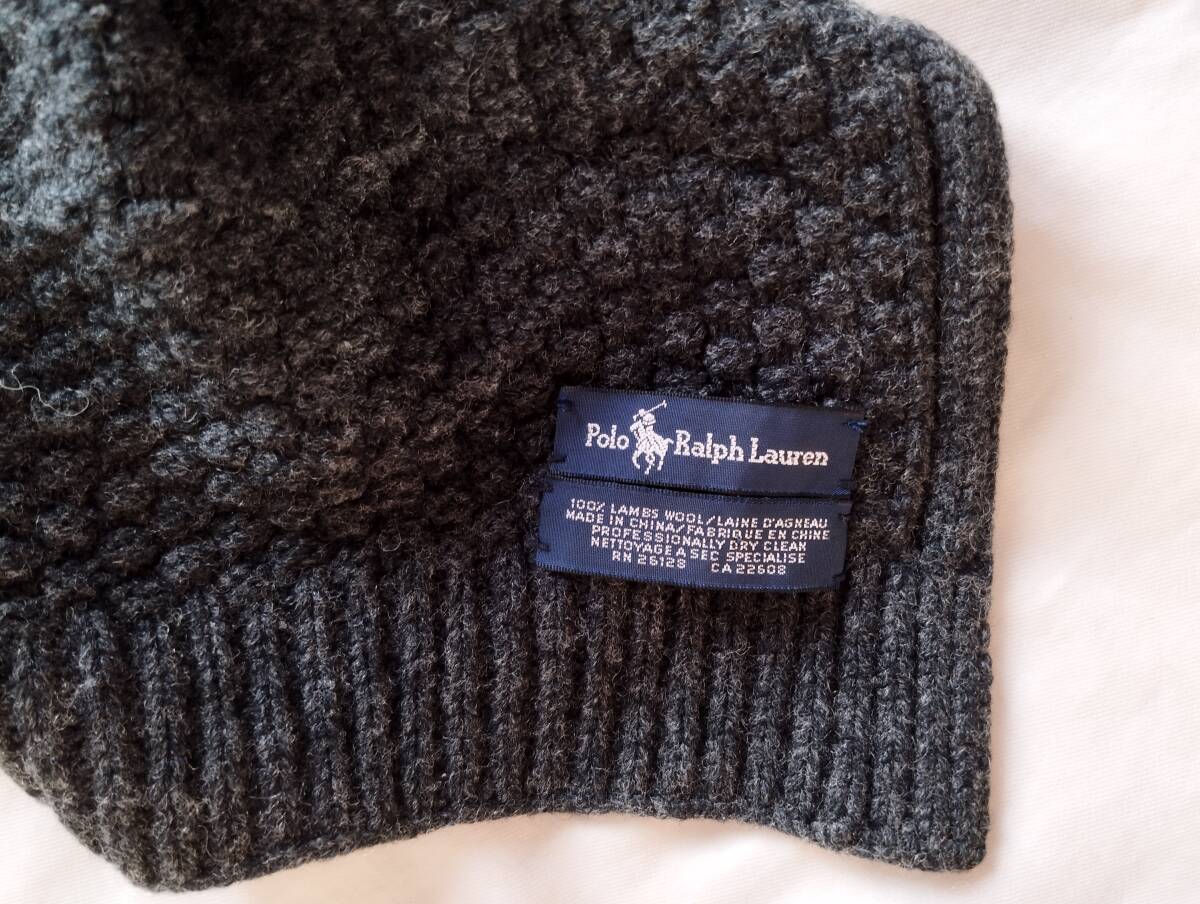 Polo Ralph Lauren
100% LAMBS WOOL/LAINE D'AGNEAU
MADE IN CHINA/FABRIQUE EN CHINE
PROFESSIONALLY DRY CLEAN
NETTOYAGE A SEC SPECIALISE
RN 26128 CA 22608